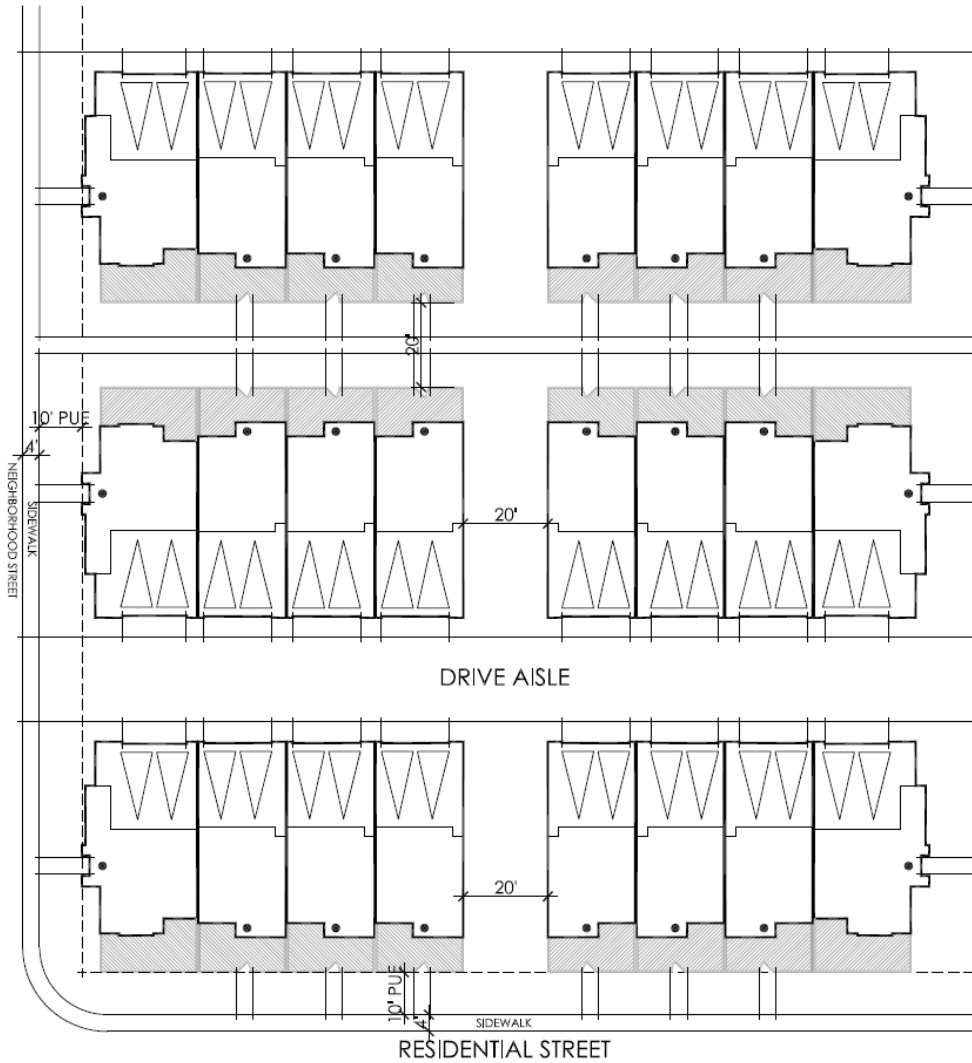 20'
10' PUE
4'
SIDEWALK
NEIGHBORHOOD STREET
20'
DRIVE AISLE
20'
10' PUE
4'
SIDEWALK
RESIDENTIAL STREET